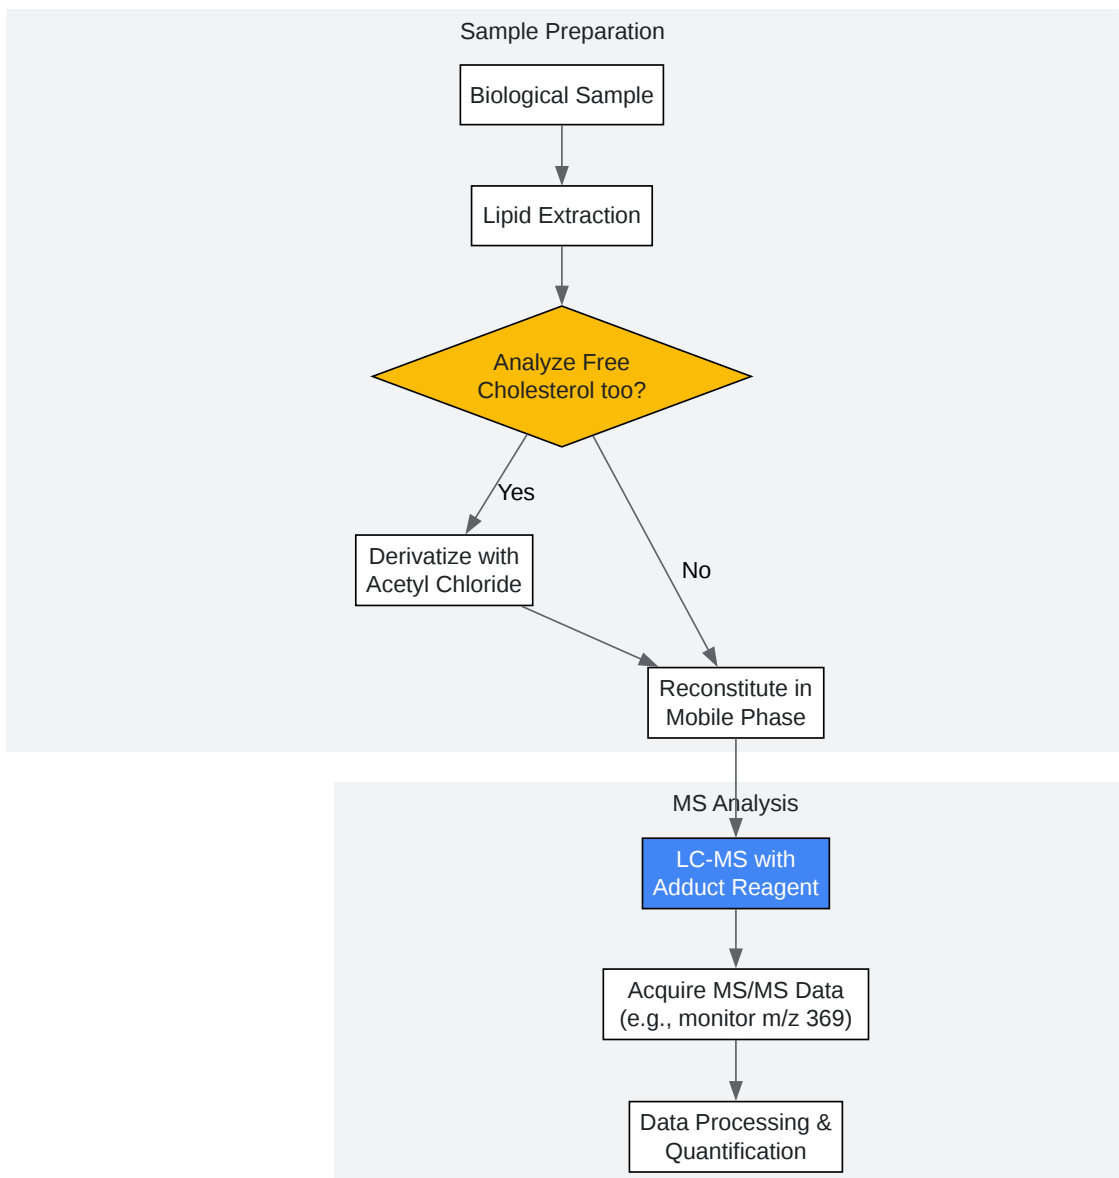 Sample Preparation
Biological Sample
Lipid Extraction
Analyze Free
Cholesterol too?
Yes
Derivatize with
Acetyl Chloride
No
Reconstitute in
Mobile Phase
MS Analysis
LC-MS with
Adduct Reagent
Acquire MS/MS Data
(e.g., monitor m/z 369)
Data Processing &
Quantification